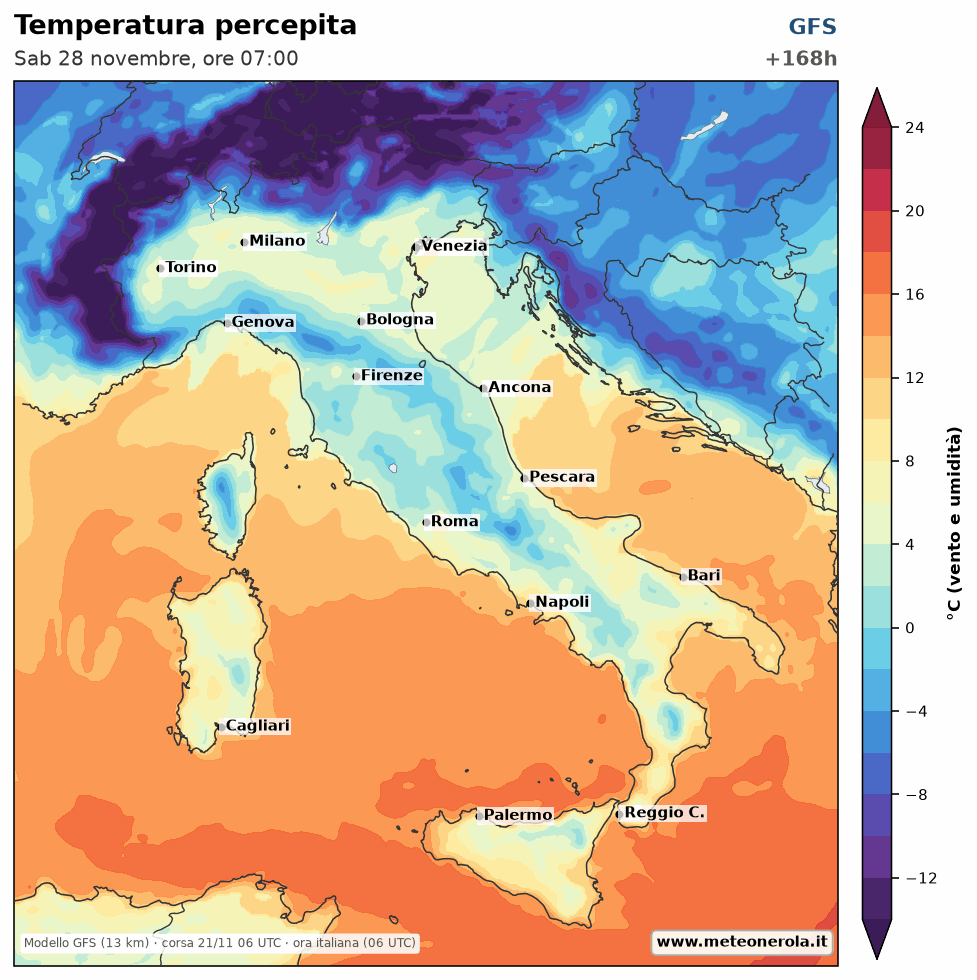 Temperatura percepita
GFS
Sab 28 novembre, ore 07:00
+168h
24
20
16
12
8
4
0
−4
−8
−12
°C (vento e umidità)
Milano
Venezia
Torino
Genova
Bologna
Firenze
Ancona
Pescara
Roma
Bari
Napoli
Cagliari
Palermo
Reggio C.
Modello GFS (13 km) · corsa 21/11 06 UTC · ora italiana (06 UTC)
www.meteonerola.it